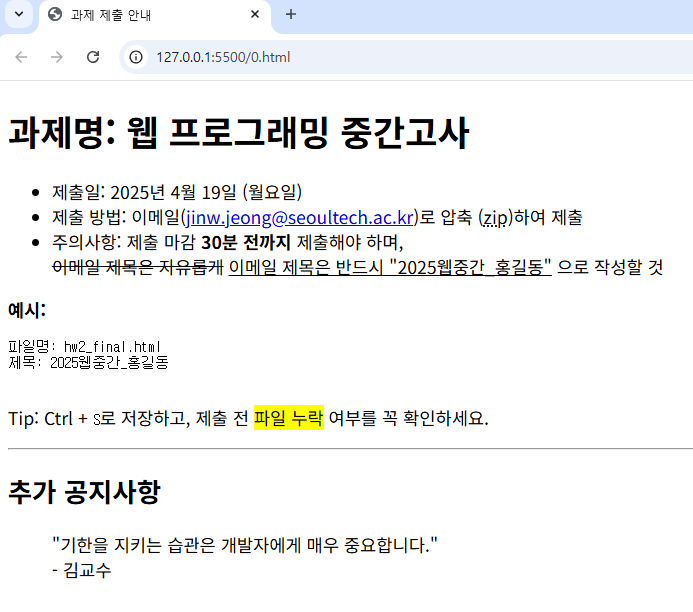 과제 제출 안내
127.0.0.1:5500/0.html
과제명: 웹 프로그래밍 중간고사
제출일: 2025년 4월 19일 (월요일)
제출 방법: 이메일(jinw.jeong@seoultech.ac.kr)로 압축 (zip)하여 제출
주의사항: 제출 마감 30분 전까지 제출해야 하며,
이메일 제목은 자유롭게 이메일 제목은 반드시 "2025웹중간_홍길동" 으로 작성할 것
예시:
파일명: hw2_final.html
제목: 2025웹중간_홍길동
Tip: Ctrl + S로 저장하고, 제출 전 파일 누락 여부를 꼭 확인하세요.
추가 공지사항
"기한을 지키는 습관은 개발자에게 매우 중요합니다."
- 김교수